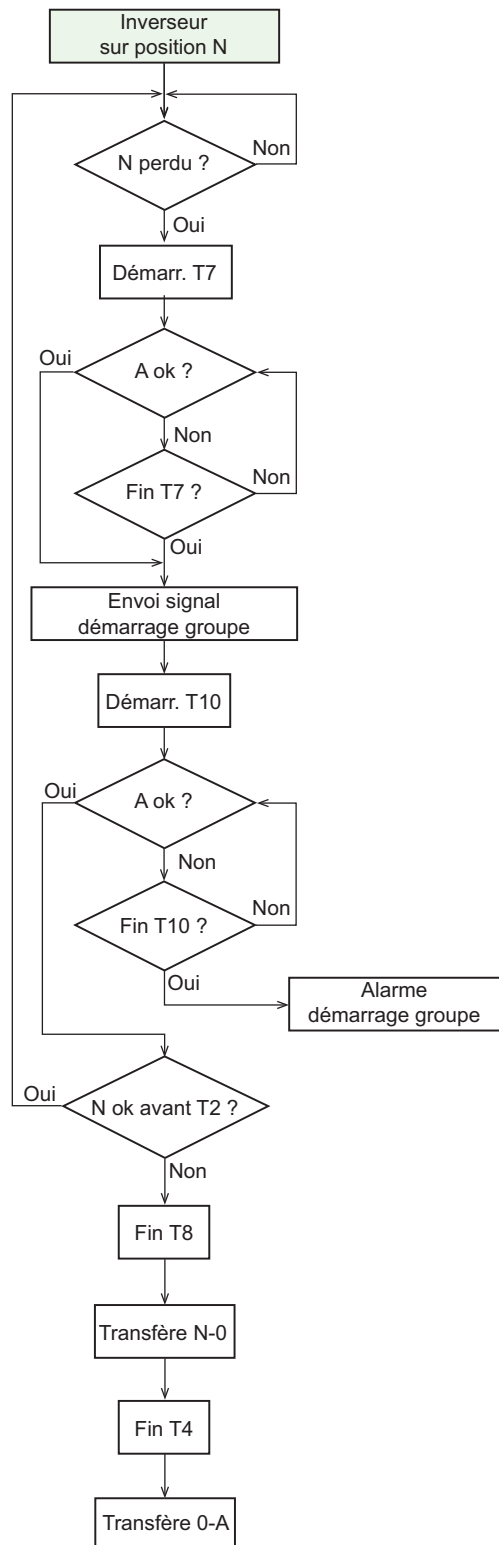 Inverseur
sur position N
N perdu ?
Non
Oui
Démarr. T7
Oui
A ok ?
Non
Fin T7 ?
Non
Oui
Envoi signal
démarrage groupe
Démarr. T10
Oui
A ok ?
Non
Fin T10 ?
Non
Oui
Alarme
démarrage groupe
Oui
N ok avant T2 ?
Non
Fin T8
Transfère N-0
Fin T4
Transfère 0-A